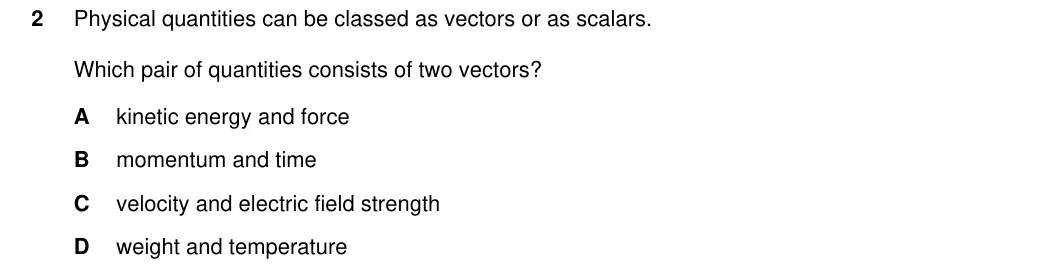 2 Physical quantities can be classed as vectors or as scalars.
Which pair of quantities consists of two vectors?
A kinetic energy and force
B momentum and time
C velocity and electric field strength
D weight and temperature